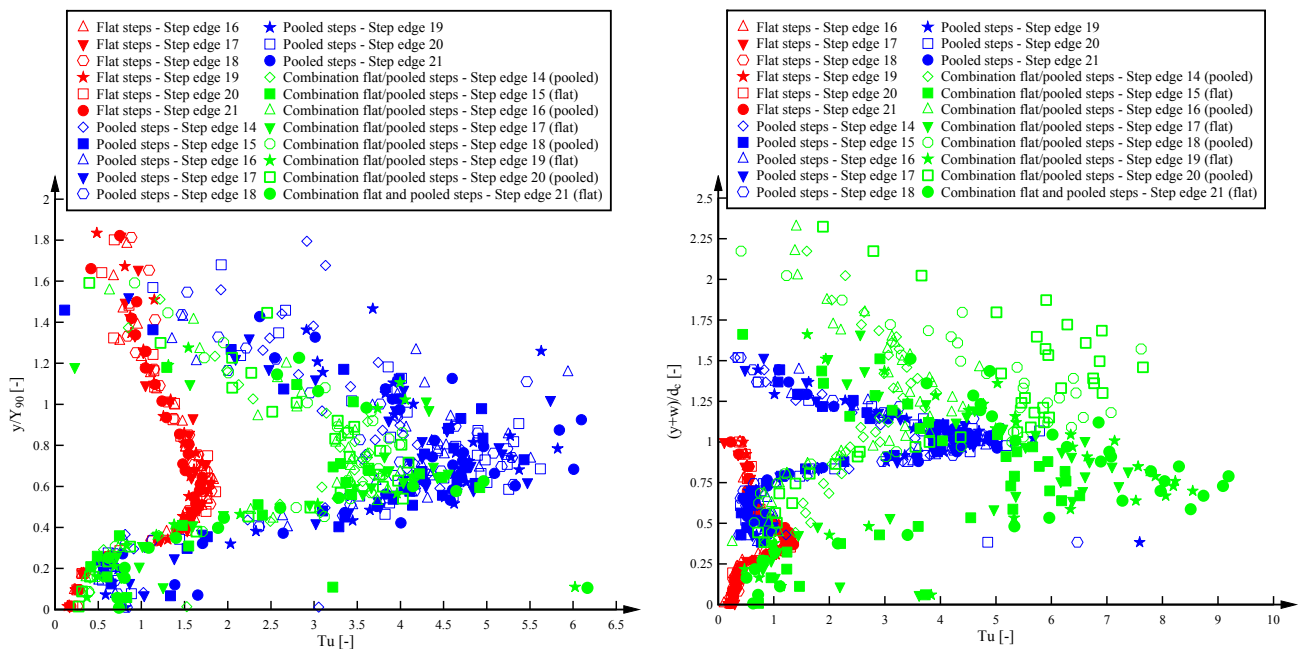 Flat steps - Step edge 16
Flat steps - Step edge 17
Flat steps - Step edge 18
Flat steps - Step edge 19
Flat steps - Step edge 20
Flat steps - Step edge 21
Pooled steps - Step edge 14
Pooled steps - Step edge 15
Pooled steps - Step edge 16
Pooled steps - Step edge 17
Pooled steps - Step edge 18
Pooled steps - Step edge 19
Pooled steps - Step edge 20
Pooled steps - Step edge 21
Combination flat/pooled steps - Step edge 14 (pooled)
Combination flat/pooled steps - Step edge 15 (flat)
Combination flat/pooled steps - Step edge 16 (pooled)
Combination flat/pooled steps - Step edge 17 (flat)
Combination flat/pooled steps - Step edge 18 (pooled)
Combination flat/pooled steps - Step edge 19 (flat)
Combination flat/pooled steps - Step edge 20 (pooled)
Combination flat and pooled steps - Step edge 21 (flat)
y/Y90 [-]
2
1.8
1.6
1.4
1.2
1
0.8
0.6
0.4
0.2
0
0 0.5 1 1.5 2 2.5 3 3.5 4 4.5 5 5.5 6 6.5
Tu [-]
Flat steps - Step edge 16
Flat steps - Step edge 17
Flat steps - Step edge 18
Flat steps - Step edge 19
Flat steps - Step edge 20
Flat steps - Step edge 21
Pooled steps - Step edge 14
Pooled steps - Step edge 15
Pooled steps - Step edge 16
Pooled steps - Step edge 17
Pooled steps - Step edge 18
Pooled steps - Step edge 19
Pooled steps - Step edge 20
Pooled steps - Step edge 21
Combination flat/pooled steps - Step edge 14 (pooled)
Combination flat/pooled steps - Step edge 15 (flat)
Combination flat/pooled steps - Step edge 16 (pooled)
Combination flat/pooled steps - Step edge 17 (flat)
Combination flat/pooled steps - Step edge 18 (pooled)
Combination flat/pooled steps - Step edge 19 (flat)
Combination flat/pooled steps - Step edge 20 (pooled)
Combination flat and pooled steps - Step edge 21 (flat)
(y+w)/dc [-]
2.5
2.25
2
1.75
1.5
1.25
1
0.75
0.5
0.25
0
0 1 2 3 4 5 6 7 8 9 10
Tu [-]